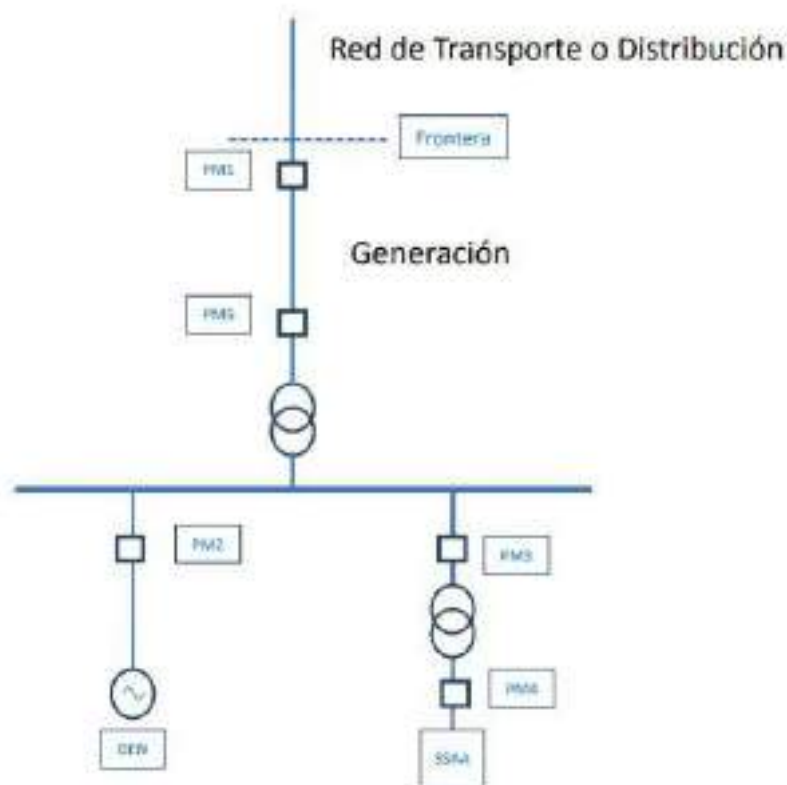 Red de Transporte o Distribución
Frontera
PM1
Generación
PM5
PM2
PM3
PM4
GEN
SSAA